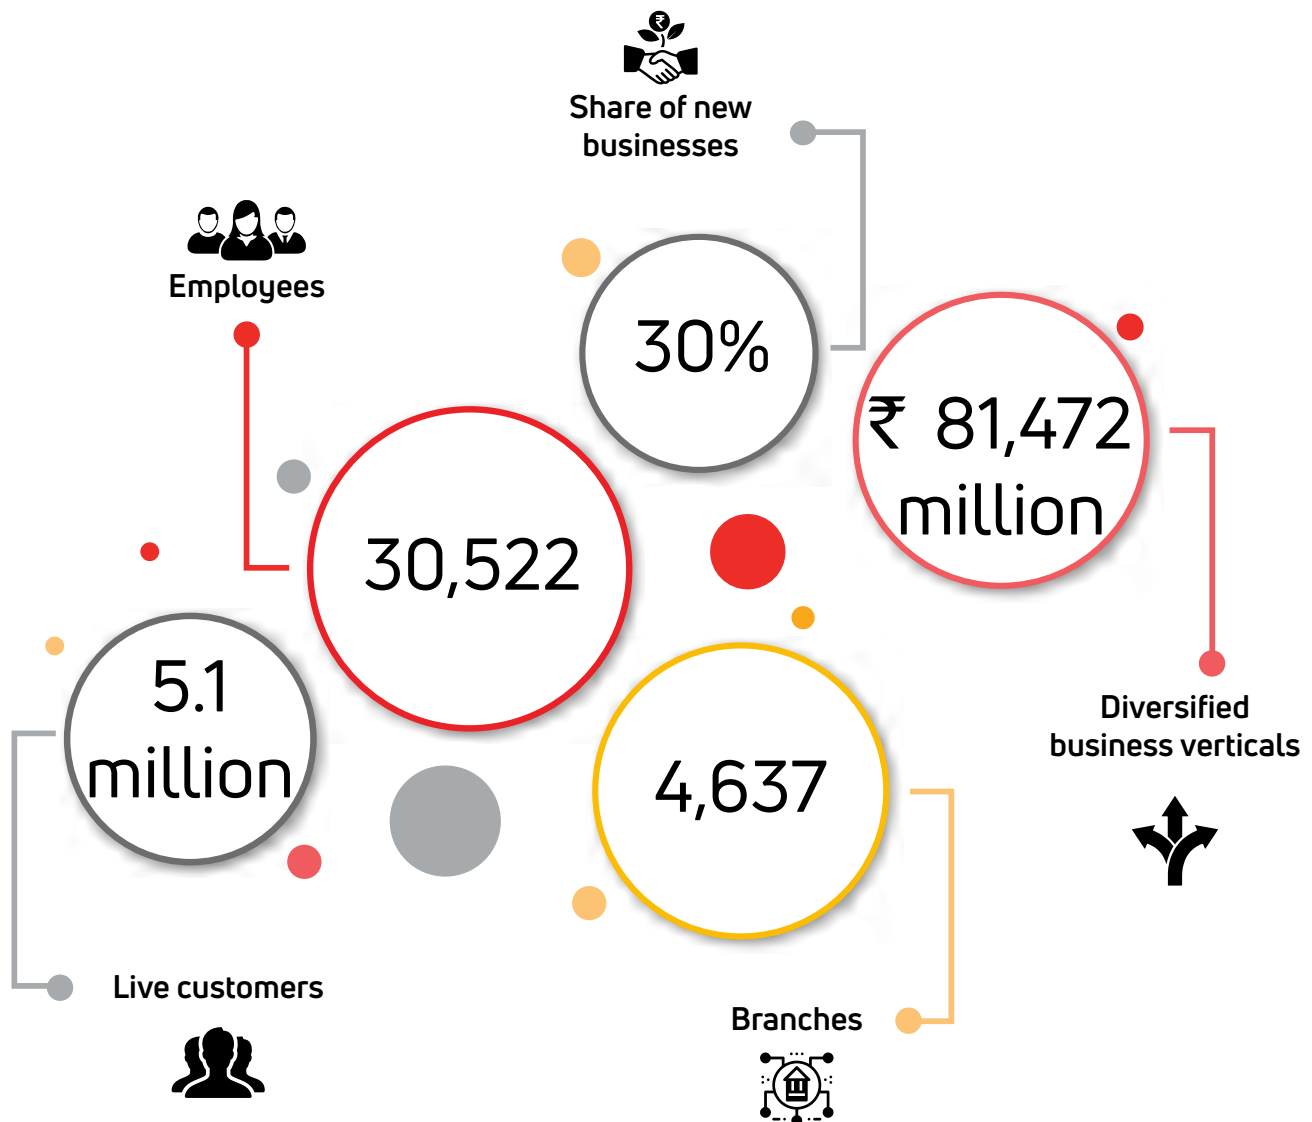 ₹
Share of new
businesses
Employees
30%
₹ 81,472
million
30,522
5.1
million
4,637
Diversified
business verticals
Live customers
Branches